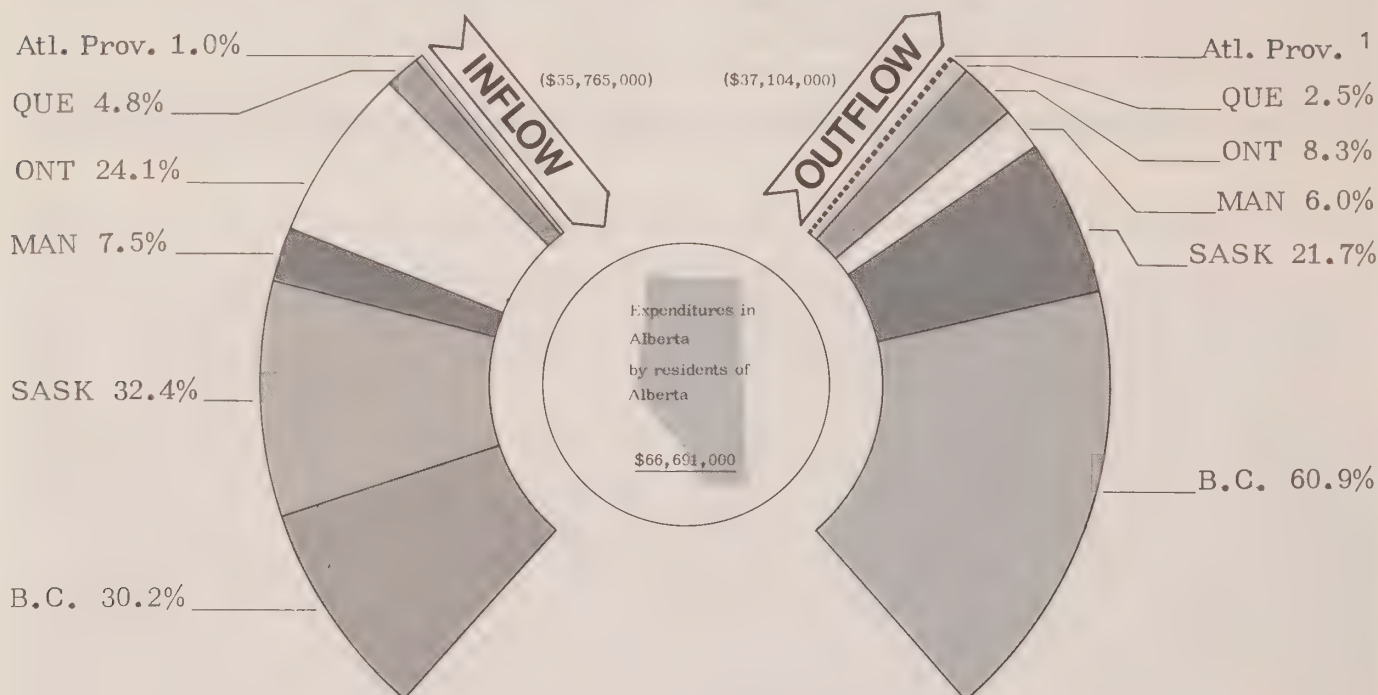 INFLOW
($55,765,000)
Atl. Prov. 1.0%
QUE 4.8%
ONT 24.1%
MAN 7.5%
SASK 32.4%
B.C. 30.2%
Expenditures in
Alberta
by residents of
Alberta
$66,691,000
OUTFLOW
($37,104,000)
Atl. Prov. 1
QUE 2.5%
ONT 8.3%
MAN 6.0%
SASK 21.7%
B.C. 60.9%